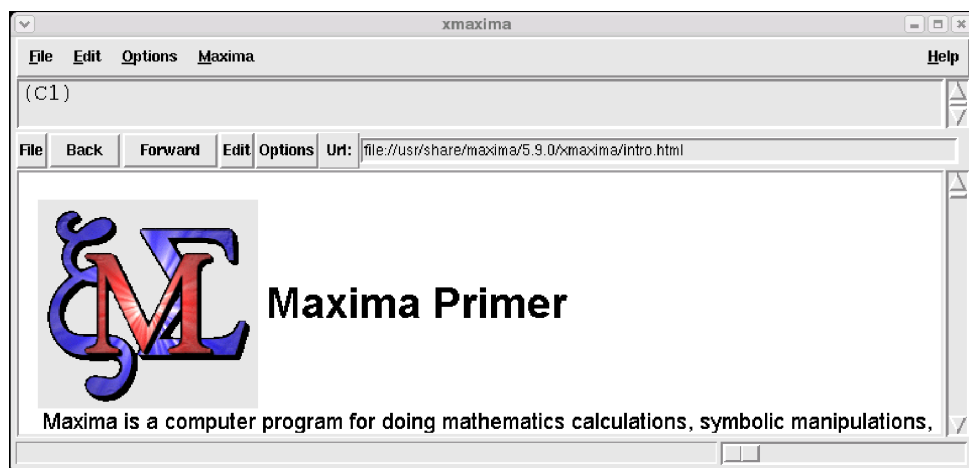 xmaxima
File Edit Options Maxima Help
(C1)
File Back Forward Edit Options Url: file://usr/share/maxima/5.9.0/xmaxima/intro.html
ξMΣ
Maxima Primer
Maxima is a computer program for doing mathematics calculations, symbolic manipulations,